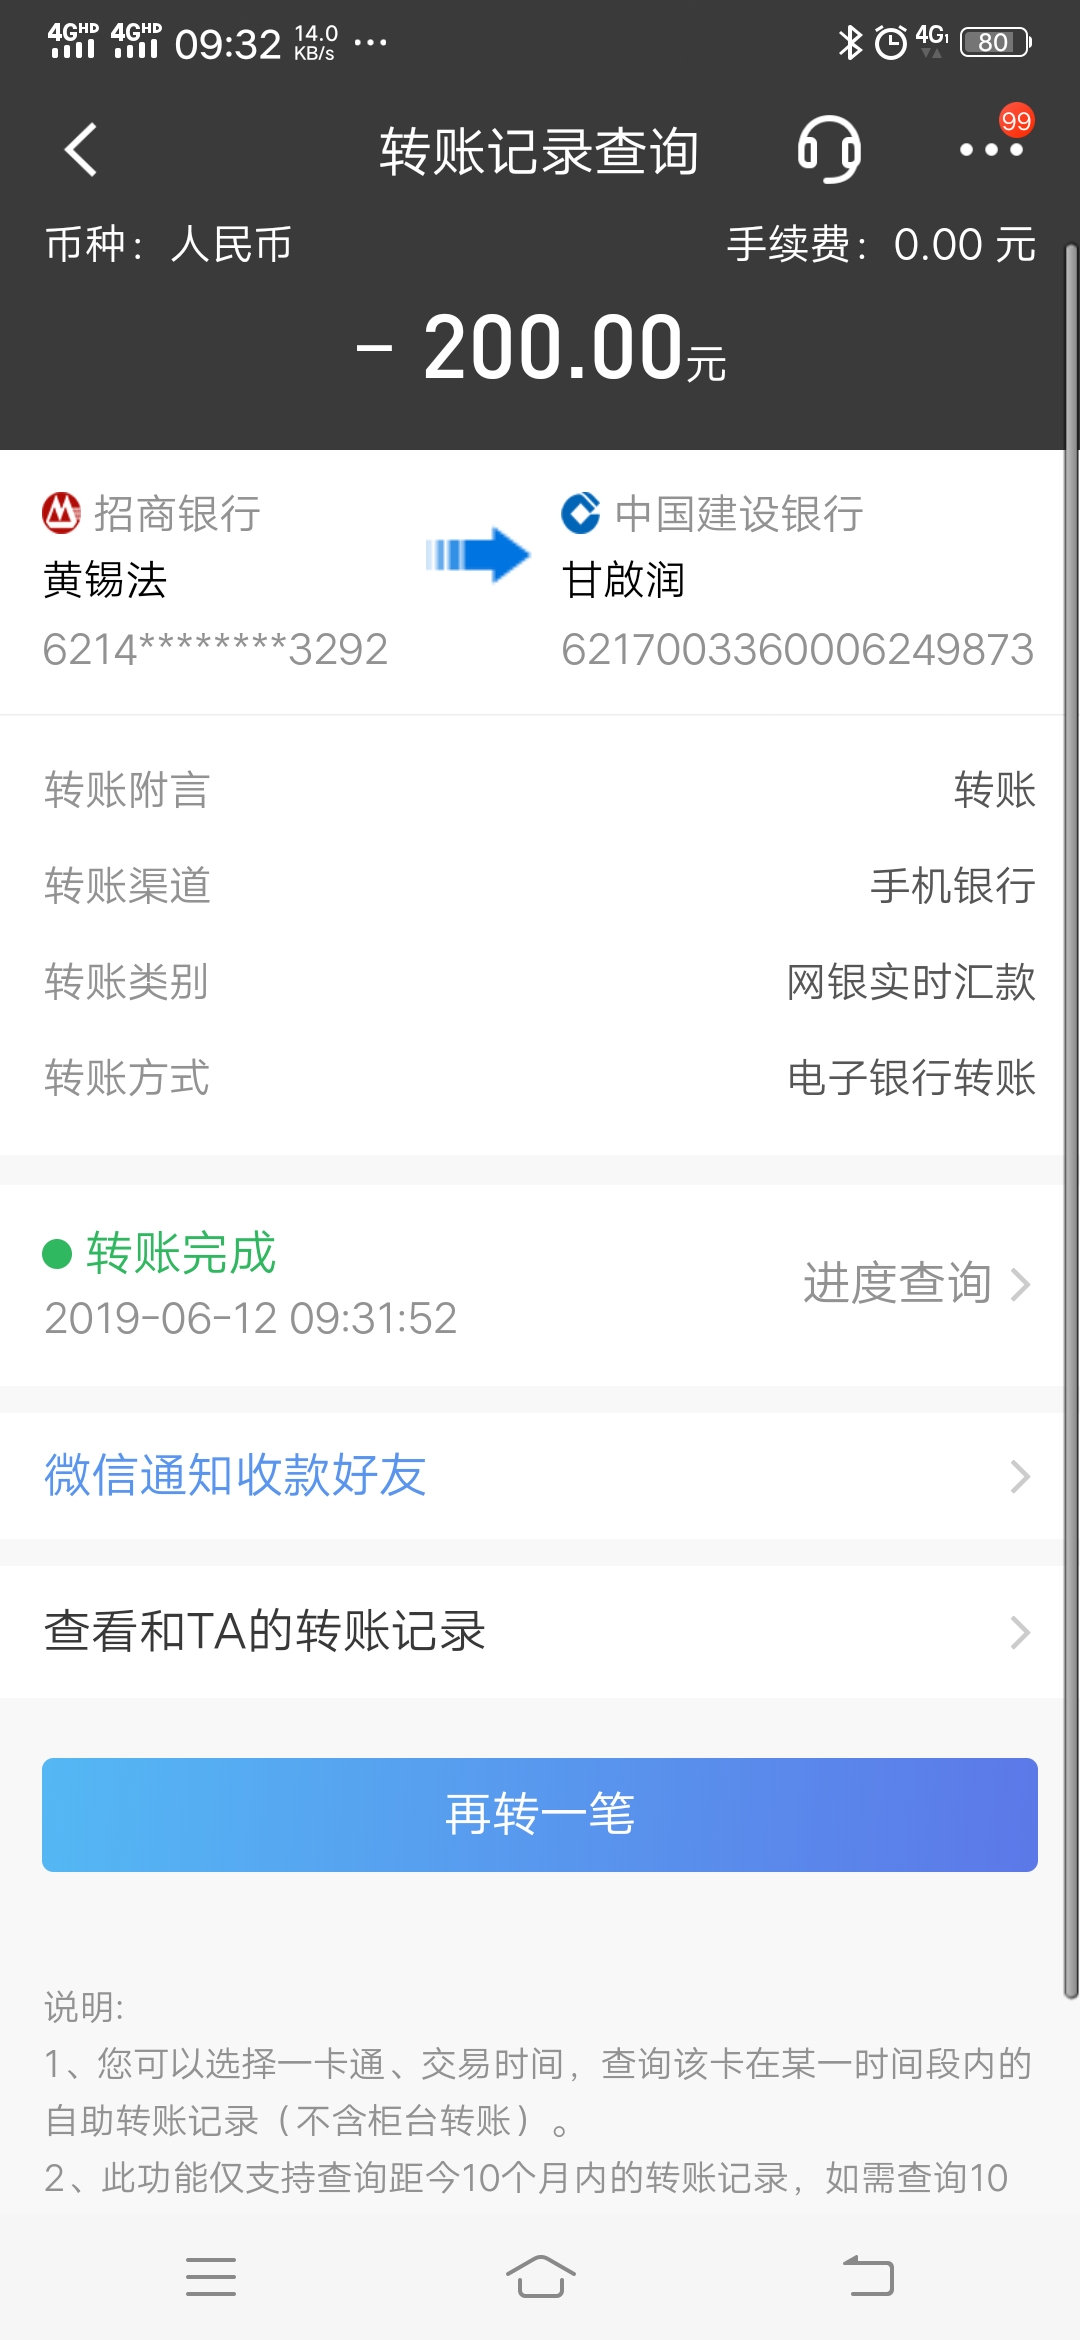 4GHD 4GHD 09:32 14.0 KB/s ··· 4G1 80
转账记录查询 99
币种：人民币 手续费：0.00 元
- 200.00元
招商银行 中国建设银行
黄锡法 甘啟润
6214********3292 6217003360006249873
转账附言 转账
转账渠道 手机银行
转账类别 网银实时汇款
转账方式 电子银行转账
转账完成
进度查询
2019-06-12 09:31:52
微信通知收款好友
查看和TA的转账记录
再转一笔
说明:
1、您可以选择一卡通、交易时间，查询该卡在某一时间段内的
自助转账记录（不含柜台转账）。
2、此功能仅支持查询距今10个月内的转账记录，如需查询10